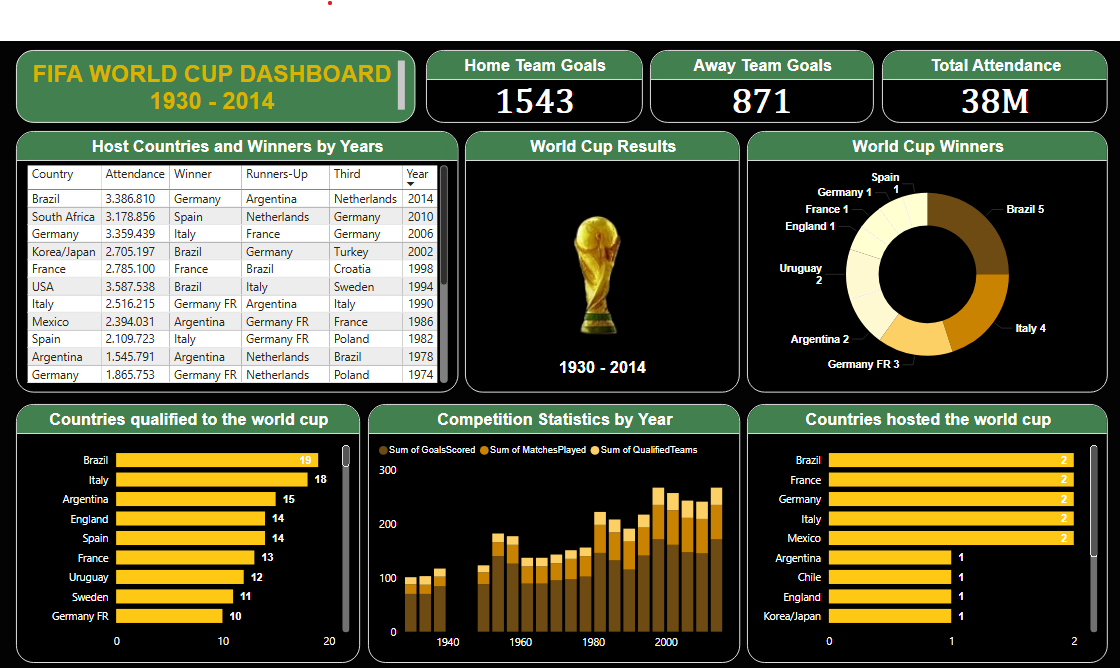 FIFA WORLD CUP DASHBOARD
1930 - 2014
Home Team Goals
1543
Away Team Goals
871
Total Attendance
38M
Host Countries and Winners by Years
Country Attendance Winner Runners-Up Third Year
Brazil 3.386.810 Germany Argentina Netherlands 2014
South Africa 3.178.856 Spain Netherlands Germany 2010
Germany 3.359.439 Italy France Germany 2006
Korea/Japan 2.705.197 Brazil Germany Turkey 2002
France 2.785.100 France Brazil Croatia 1998
USA 3.587.538 Brazil Italy Sweden 1994
Italy 2.516.215 Germany FR Argentina Italy 1990
Mexico 2.394.031 Argentina Germany FR France 1986
Spain 2.109.723 Italy Germany FR Poland 1982
Argentina 1.545.791 Argentina Netherlands Brazil 1978
Germany 1.865.753 Germany FR Netherlands Poland 1974
World Cup Results
1930 - 2014
World Cup Winners
Spain
1
Germany 1
France 1
England 1
Uruguay
2
Argentina 2
Germany FR 3
Italy 4
Brazil 5
Countries qualified to the world cup
Brazil 19
Italy 18
Argentina 15
England 14
Spain 14
France 13
Uruguay 12
Sweden 11
Germany FR 10
0 10 20
Competition Statistics by Year
Sum of GoalsScored Sum of MatchesPlayed Sum of QualifiedTeams
300
200
100
0
1940 1960 1980 2000
Countries hosted the world cup
Brazil 2
France 2
Germany 2
Italy 2
Mexico 2
Argentina 1
Chile 1
England 1
Korea/Japan 1
0 1 2